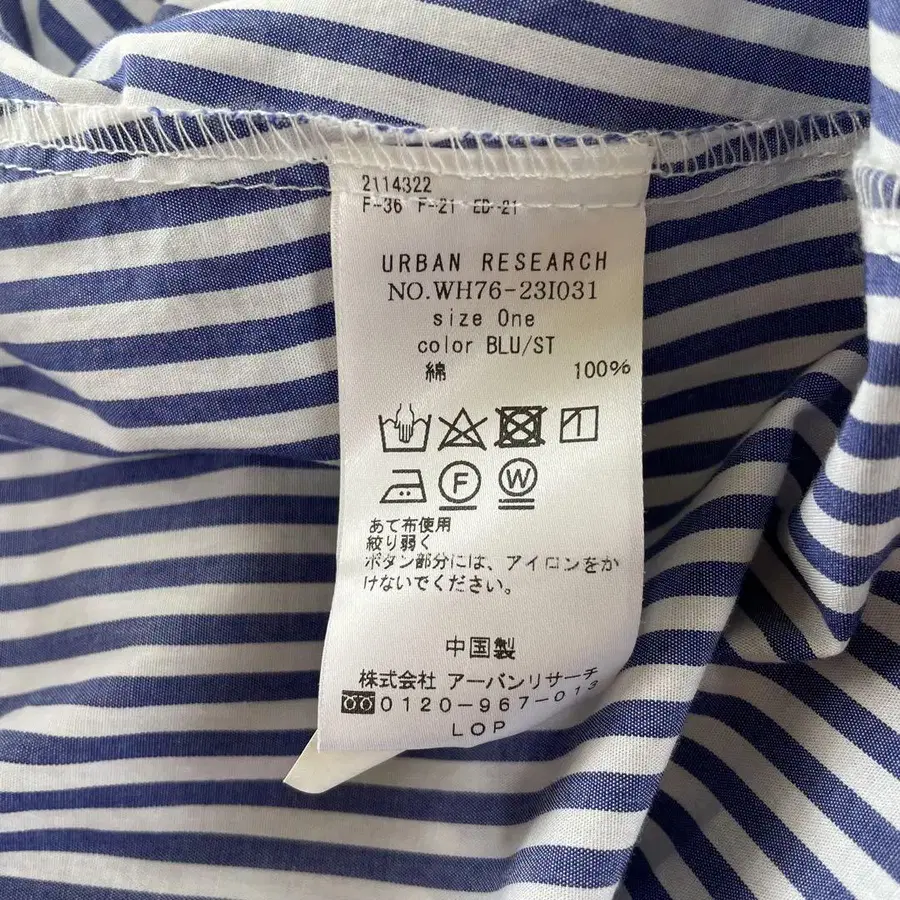 2114322
F-36 F-21 ED-21
URBAN RESEARCH
NO.WH76-23I031
size One
color BLU/ST
綿 100%
F W
あて布使用
絞り弱く
ボタン部分には、アイロンをか
けないでください。
中国製
株式会社 アーバンリサーチ
0120-967-013
LOP